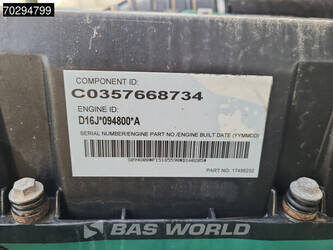 70294799
COMPONENT ID:
C0357668734
ENGINE ID:
D16J*094800*A
SERIAL NUMBER/ENGINE PART NO./ENGINE BUILT DATE (YYMMDD)
PART NO: 17499292
BAS WORLD